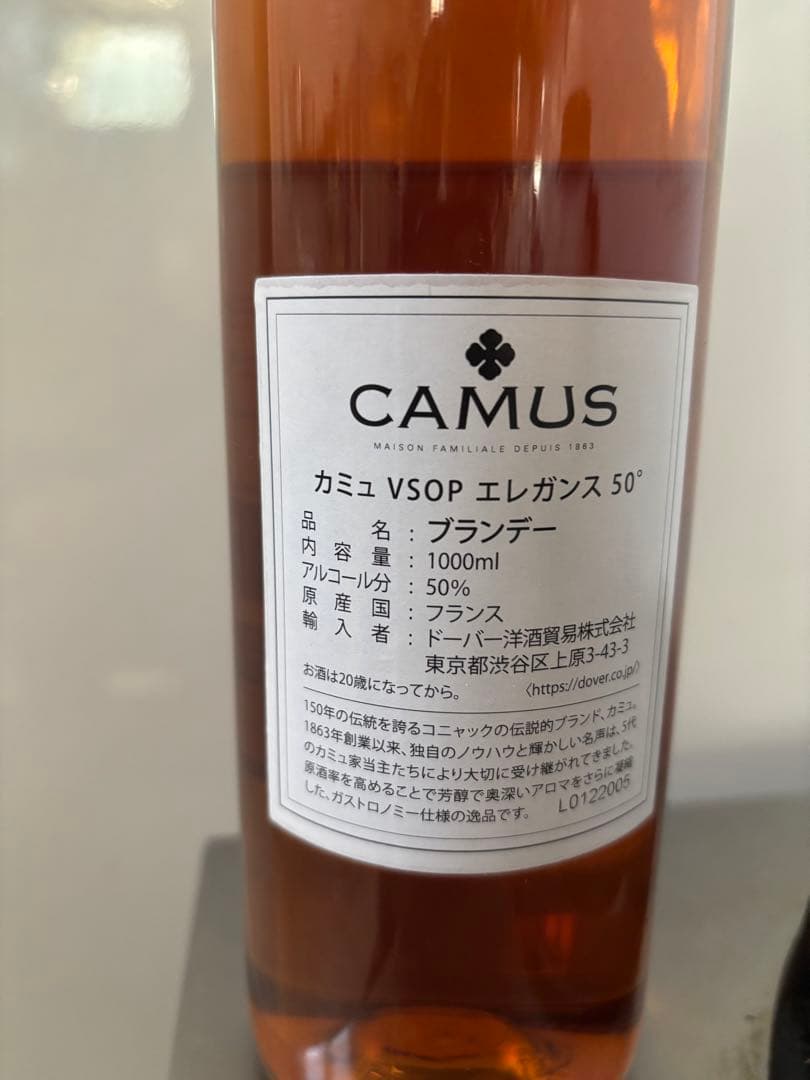 CAMUS
MAISON FAMILIALE DEPUIS 1863
カミュ VSOP エレガンス 50°
品名：ブランデー
内容量：1000ml
アルコール分：50%
原産国：フランス
輸入者：ドーバー洋酒貿易株式会社
東京都渋谷区上原3-43-3
お酒は20歳になってから。 〈https://dover.co.jp/〉
150年の伝統を誇るコニャックの伝説的ブランド、カミュ。
1863年創業以来、独自のノウハウと輝かしい名声は、5代
のカミュ家当主たちにより大切に受け継がれてきました。
原酒率を高めることで芳醇で奥深いアロマをさらに凝縮
した、ガストロノミー仕様の逸品です。 L0122005